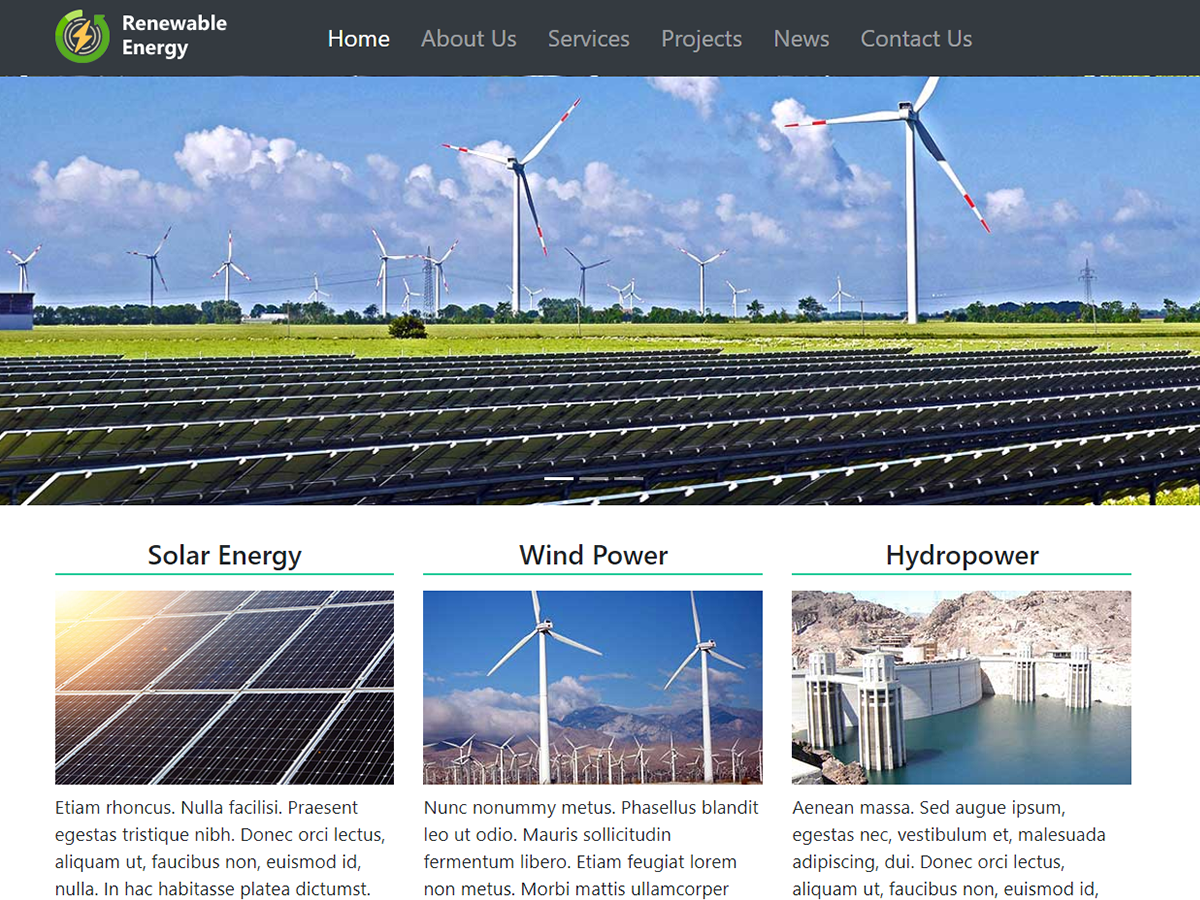 Renewable
Energy
Home About Us Services Projects News Contact Us
Solar Energy
Etiam rhoncus. Nulla facilisi. Praesent
egestas tristique nibh. Donec orci lectus,
aliquam ut, faucibus non, euismod id,
nulla. In hac habitasse platea dictumst.
Wind Power
Nunc nonummy metus. Phasellus blandit
leo ut odio. Mauris sollicitudin
fermentum libero. Etiam feugiat lorem
non metus. Morbi mattis ullamcorper
Hydropower
Aenean massa. Sed augue ipsum,
egestas nec, vestibulum et, malesuada
adipiscing, dui. Donec orci lectus,
aliquam ut, faucibus non, euismod id,